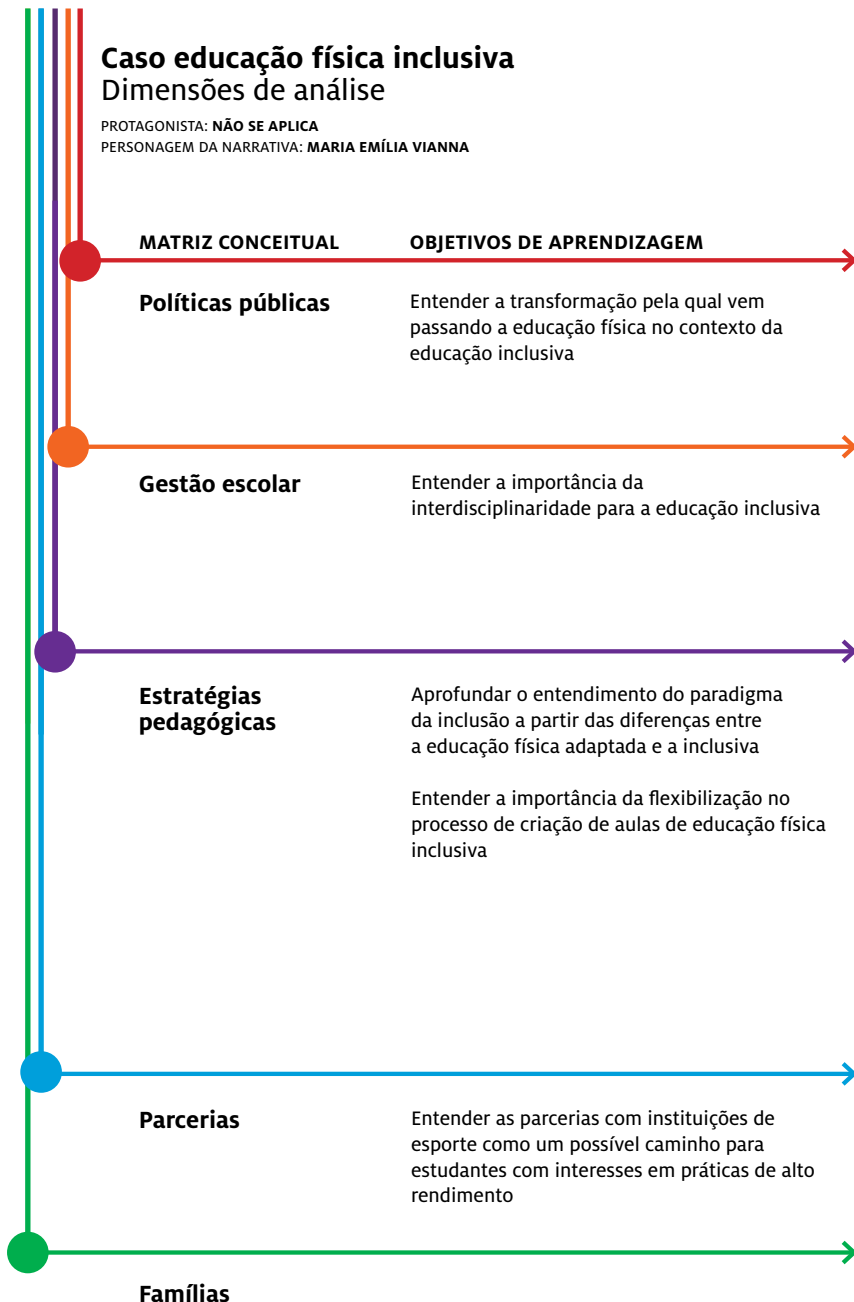 Caso educação física inclusiva
Dimensões de análise
PROTAGONISTA: NÃO SE APLICA
PERSONAGEM DA NARRATIVA: MARIA EMÍLIA VIANNA
MATRIZ CONCEITUAL OBJETIVOS DE APRENDIZAGEM
Políticas públicas
Entender a transformação pela qual vem
passando a educação física no contexto da
educação inclusiva
Gestão escolar
Entender a importância da
interdisciplinaridade para a educação inclusiva
Estratégias
pedagógicas
Aprofundar o entendimento do paradigma
da inclusão a partir das diferenças entre
a educação física adaptada e a inclusiva
Entender a importância da flexibilização no
processo de criação de aulas de educação física
inclusiva
Parcerias
Entender as parcerias com instituições de
esporte como um possível caminho para
estudantes com interesses em práticas de alto
rendimento
Famílias